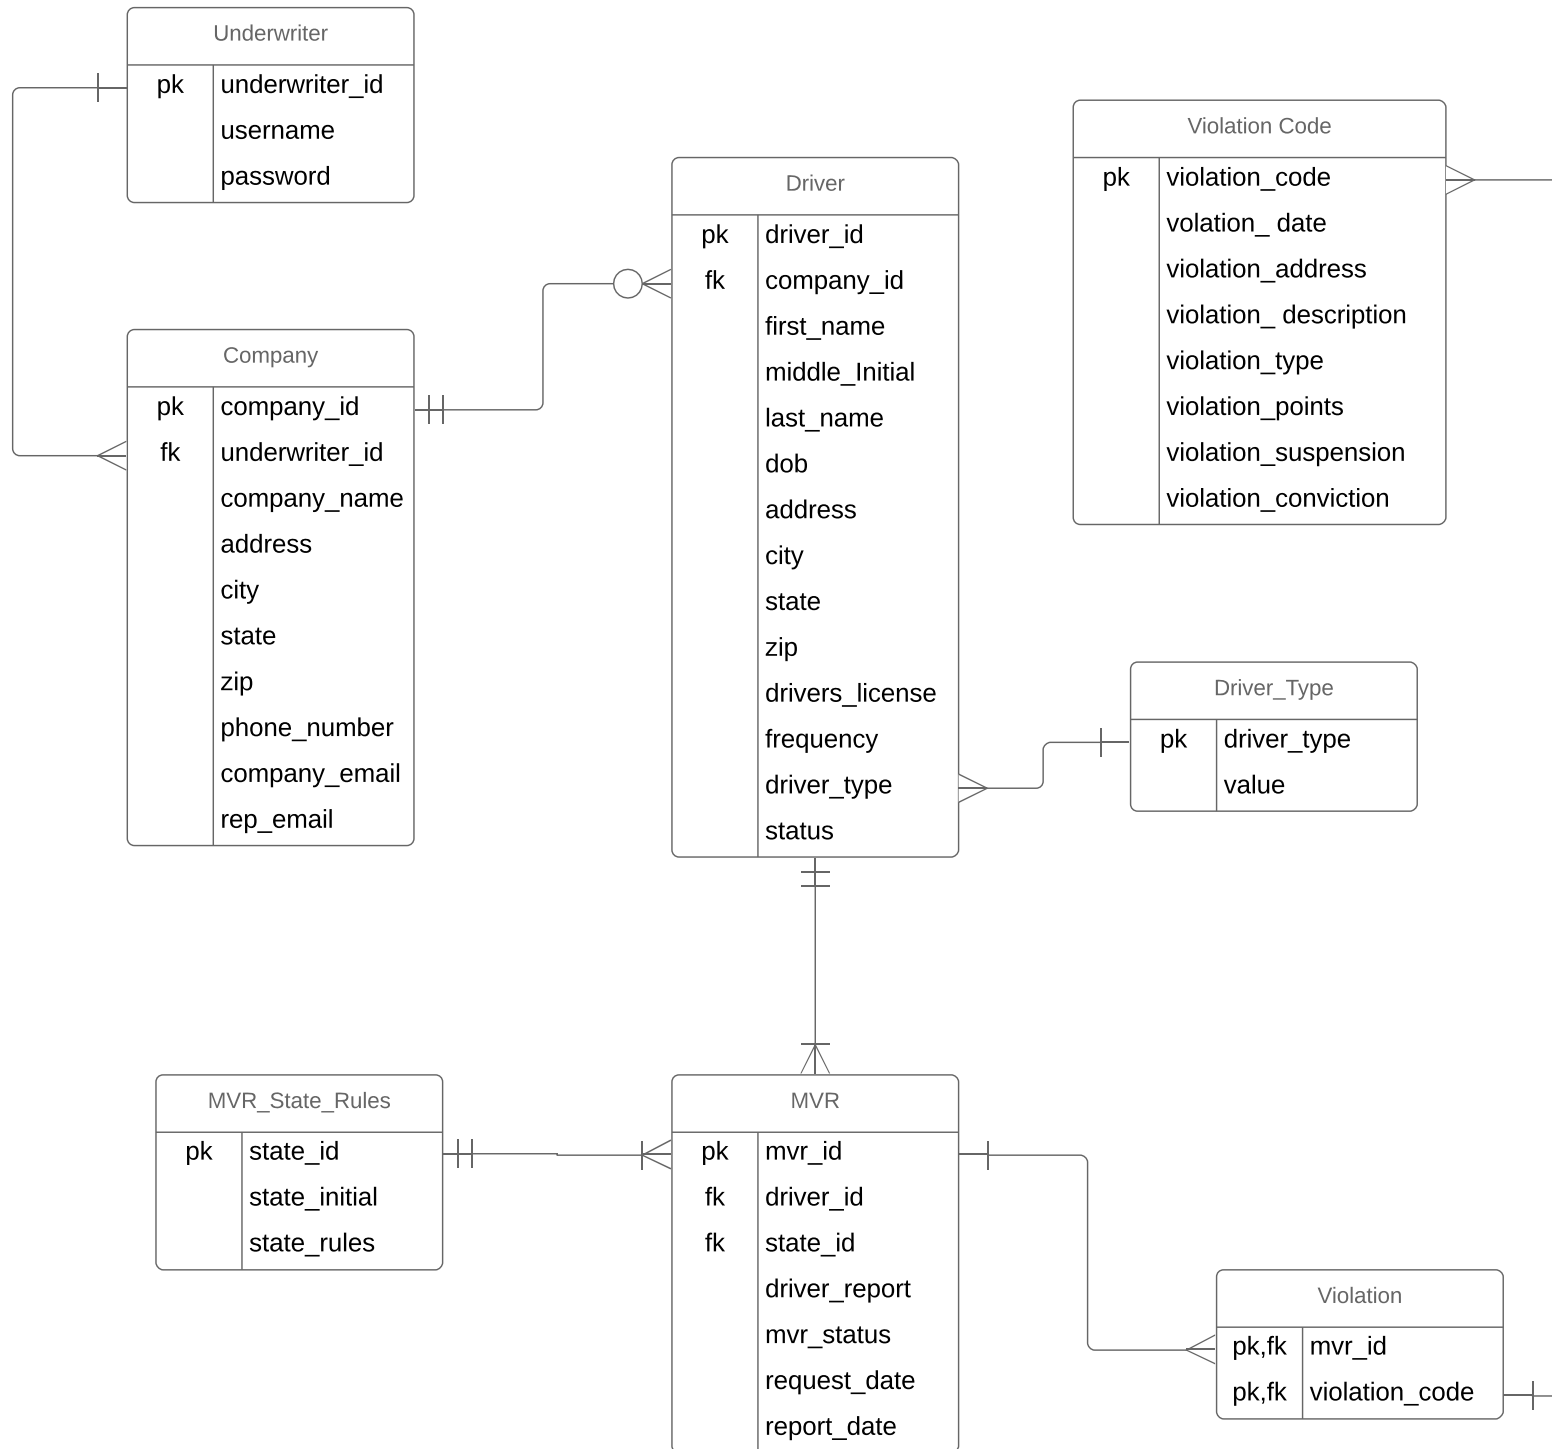 Underwriter
pk underwriter_id
username
password
Company
pk company_id
fk underwriter_id
company_name
address
city
state
zip
phone_number
company_email
rep_email
Driver
pk driver_id
fk company_id
first_name
middle_Initial
last_name
dob
address
city
state
zip
drivers_license
frequency
driver_type
status
Violation Code
pk violation_code
volation_ date
violation_address
violation_ description
violation_type
violation_points
violation_suspension
violation_conviction
Driver_Type
pk driver_type
value
MVR_State_Rules
pk state_id
state_initial
state_rules
MVR
pk mvr_id
fk driver_id
fk state_id
driver_report
mvr_status
request_date
report_date
Violation
pk,fk mvr_id
pk,fk violation_code